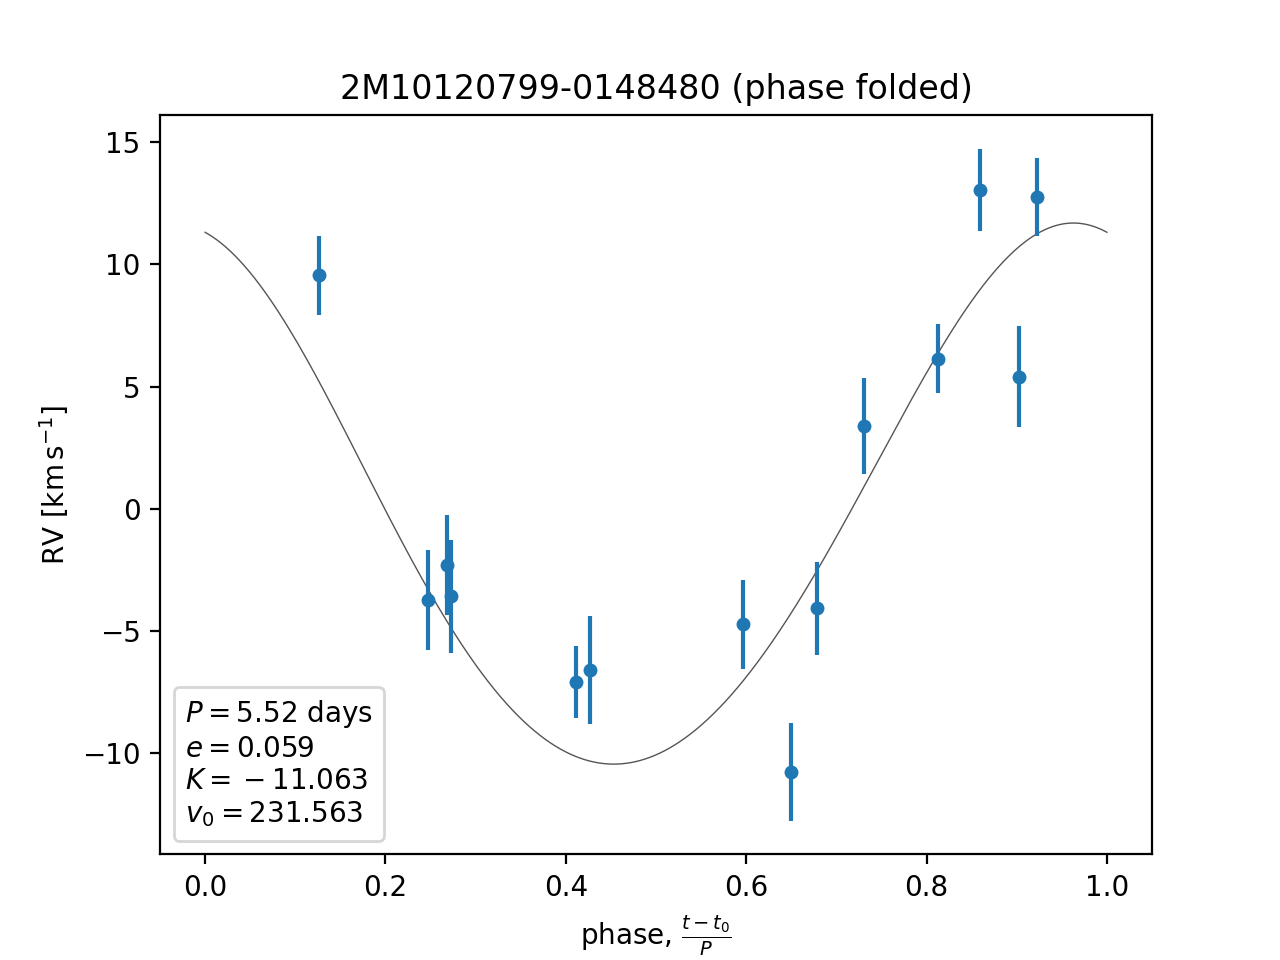 2M10120799-0148480 (phase folded)
15
10
5
0
−5
−10
RV [km s⁻¹]
P = 5.52 days
e = 0.059
K = −11.063
v₀ = 231.563
0.0 0.2 0.4 0.6 0.8 1.0
phase, (t − t₀)/P